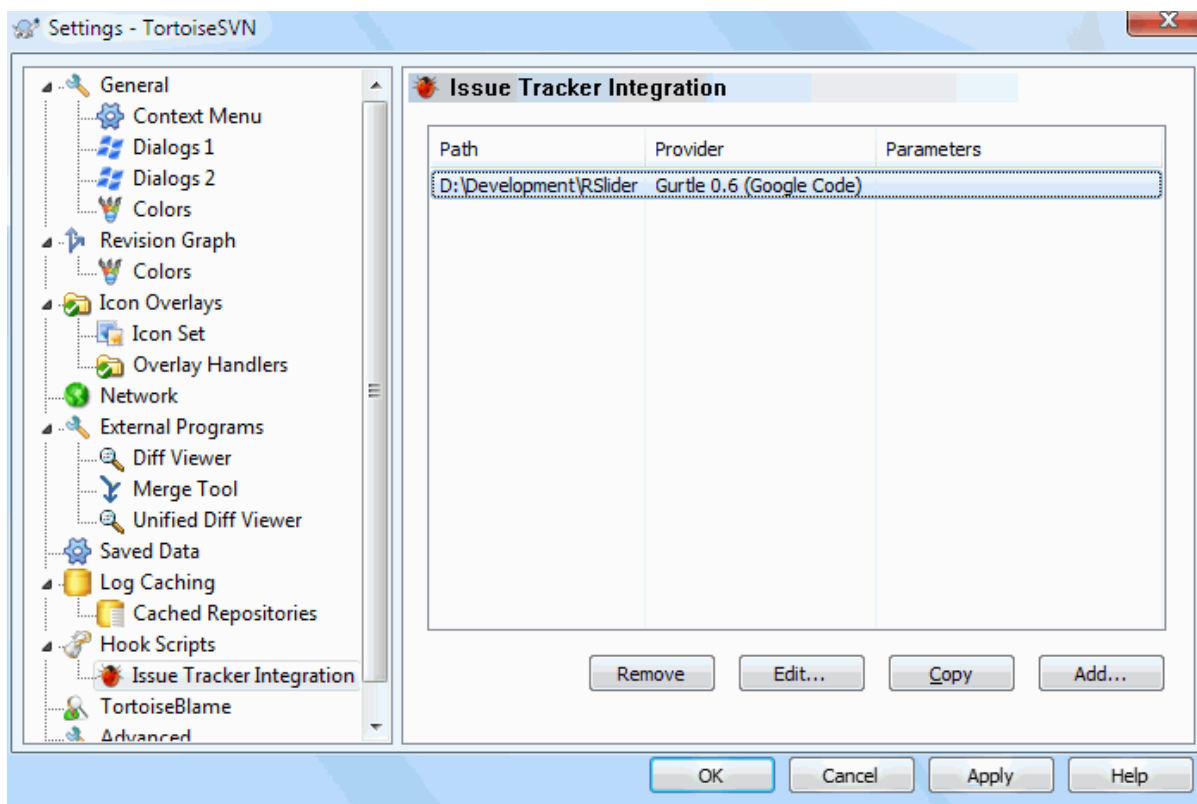 Settings - TortoiseSVN
General
Context Menu
Dialogs 1
Dialogs 2
Colors
Revision Graph
Colors
Icon Overlays
Icon Set
Overlay Handlers
Network
External Programs
Diff Viewer
Merge Tool
Unified Diff Viewer
Saved Data
Log Caching
Cached Repositories
Hook Scripts
Issue Tracker Integration
TortoiseBlame
Advanced
Issue Tracker Integration
Path Provider Parameters
D:\Development\RSlider Gurtle 0.6 (Google Code)
Remove Edit... Copy Add...
OK Cancel Apply Help